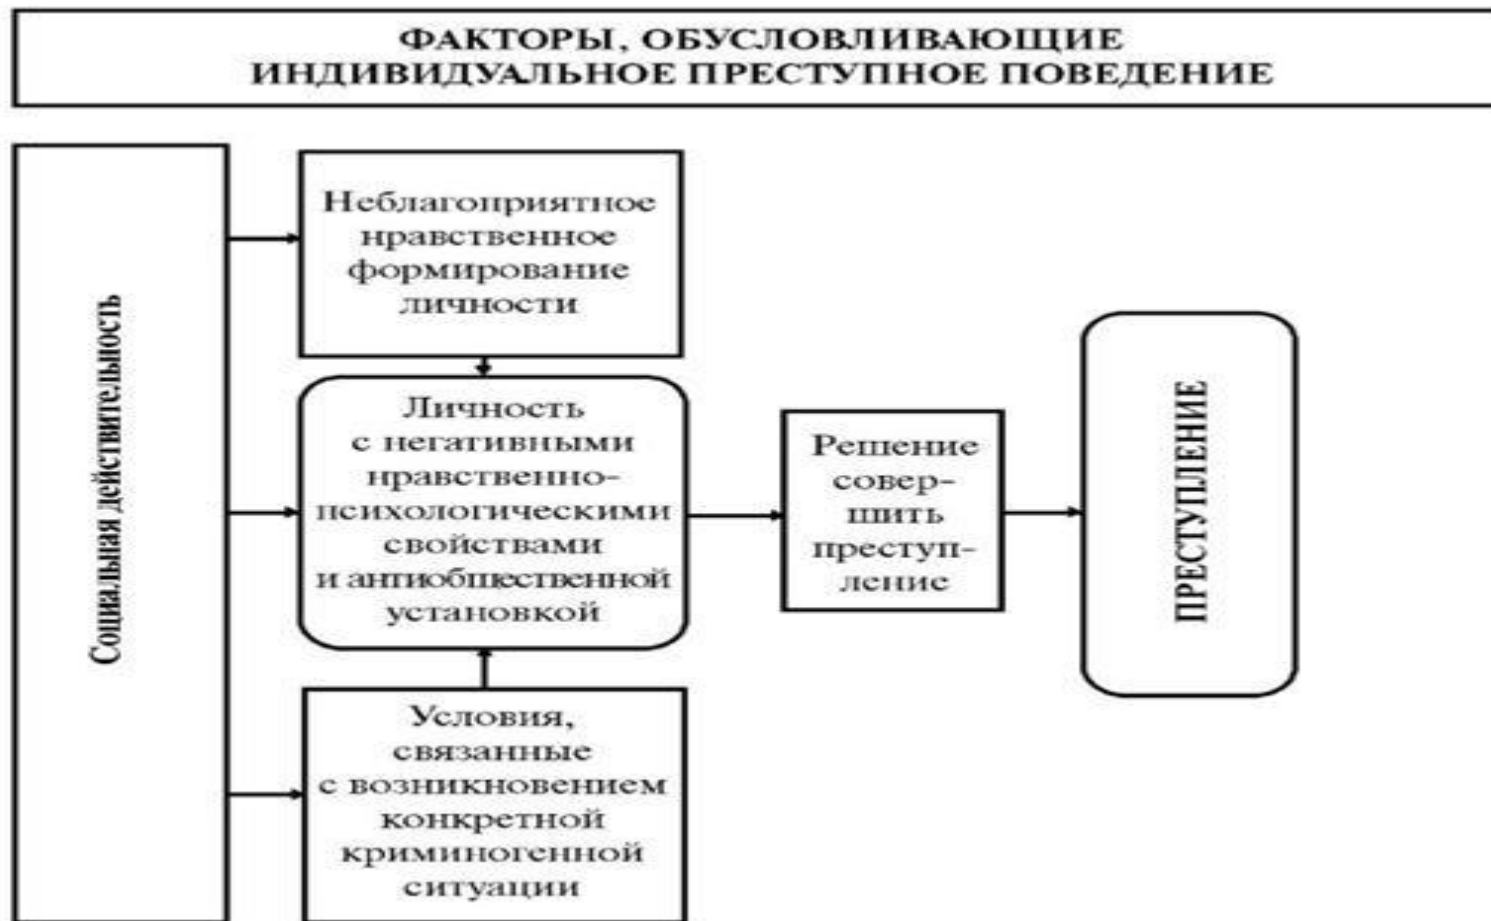 ФАКТОРЫ, ОБУСЛОВЛИВАЮЩИЕ
ИНДИВИДУАЛЬНОЕ ПРЕСТУПНОЕ ПОВЕДЕНИЕ
Социальная действительность
Неблагоприятное
нравственное
формирование
личности
Личность
с негативными
нравственно-
психологическими
свойствами
и антиобщественной
установкой
Условия,
связанные
с возникновением
конкретной
криминогенной
ситуации
Решение
совер-
шить
преступ-
ление
ПРЕСТУПЛЕНИЕ